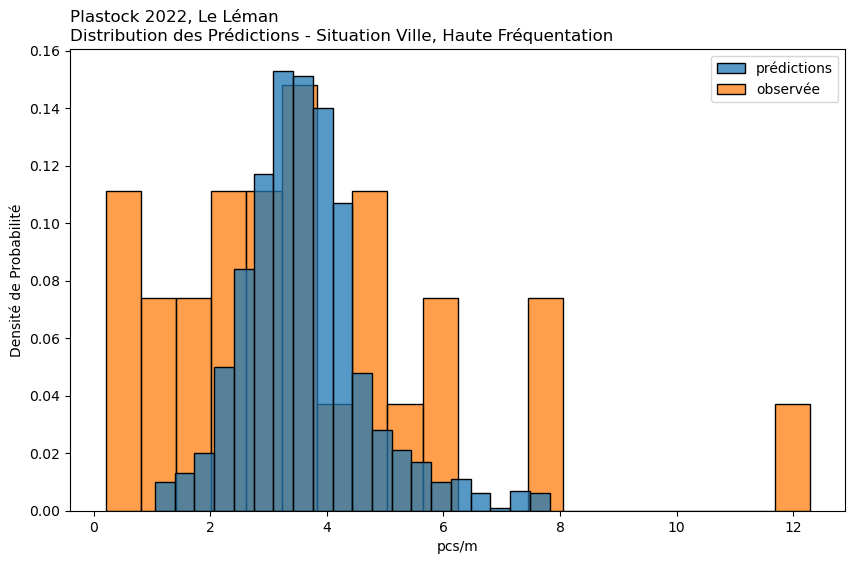 Plastock 2022, Le Léman
Distribution des Prédictions - Situation Ville, Haute Fréquentation
prédictions
observée
Densité de Probabilité
0.16
0.14
0.12
0.10
0.08
0.06
0.04
0.02
0.00
0
2
4
6
8
10
12
pcs/m